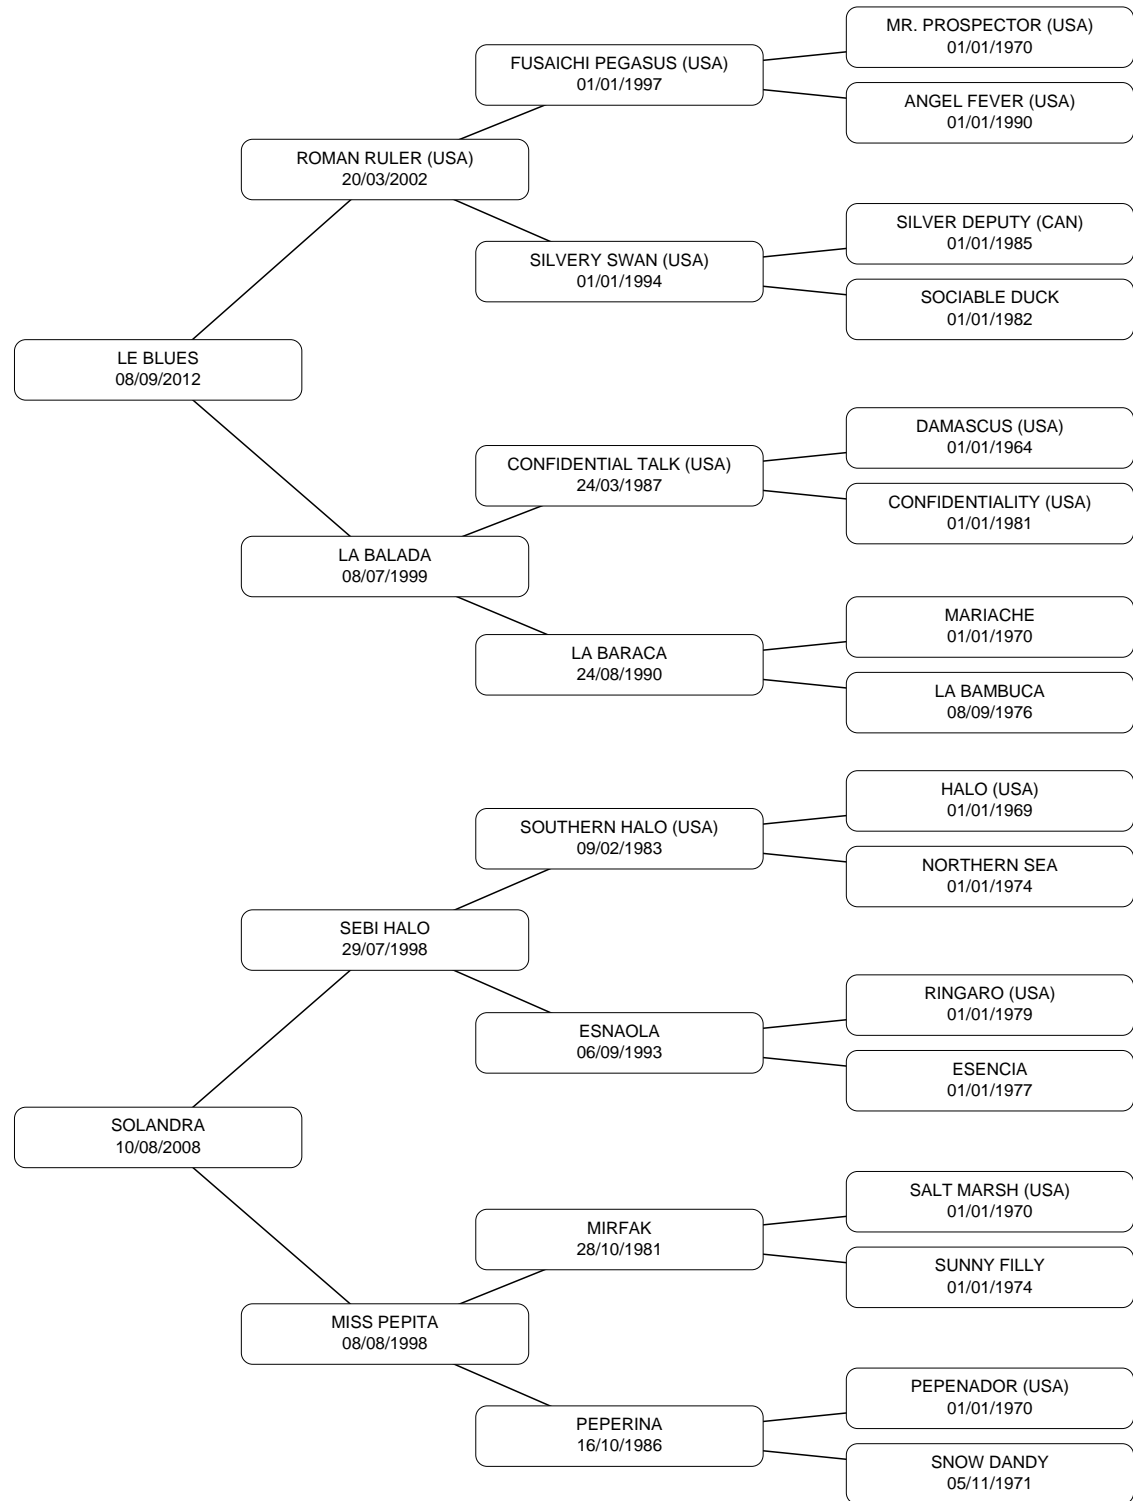 MR. PROSPECTOR (USA)
01/01/1970
FUSAICHI PEGASUS (USA)
01/01/1997
ANGEL FEVER (USA)
01/01/1990
ROMAN RULER (USA)
20/03/2002
SILVER DEPUTY (CAN)
01/01/1985
SILVERY SWAN (USA)
01/01/1994
SOCIABLE DUCK
01/01/1982
LE BLUES
08/09/2012
DAMASCUS (USA)
01/01/1964
CONFIDENTIAL TALK (USA)
24/03/1987
CONFIDENTIALITY (USA)
01/01/1981
LA BALADA
08/07/1999
MARIACHE
01/01/1970
LA BARACA
24/08/1990
LA BAMBUCA
08/09/1976
HALO (USA)
01/01/1969
SOUTHERN HALO (USA)
09/02/1983
NORTHERN SEA
01/01/1974
SEBI HALO
29/07/1998
RINGARO (USA)
01/01/1979
ESNAOLA
06/09/1993
ESENCIA
01/01/1977
SOLANDRA
10/08/2008
SALT MARSH (USA)
01/01/1970
MIRFAK
28/10/1981
SUNNY FILLY
01/01/1974
MISS PEPITA
08/08/1998
PEPENADOR (USA)
01/01/1970
PEPERINA
16/10/1986
SNOW DANDY
05/11/1971